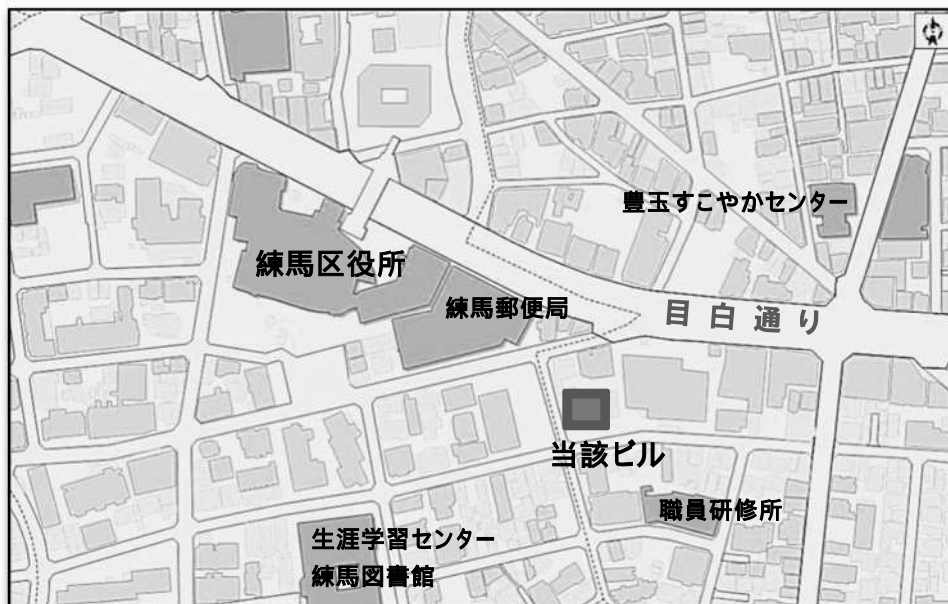 豊玉すこやかセンター
練馬区役所
練馬郵便局
目白通り
当該ビル
職員研修所
生涯学習センター
練馬図書館